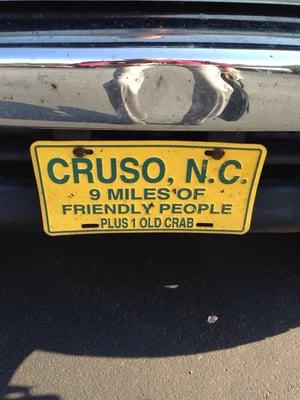 CRUSO, N.C.
9 MILES OF
FRIENDLY PEOPLE
PLUS 1 OLD CRAB